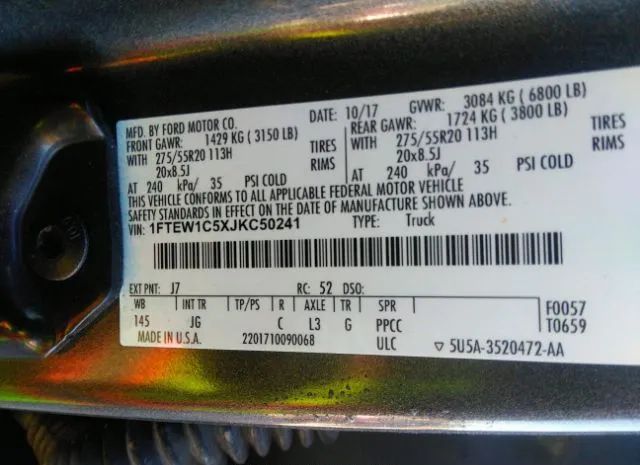 MFD. BY FORD MOTOR CO.
DATE: 10/17 GVWR: 3084 KG ( 6800 LB)
FRONT GAWR: 1429 KG ( 3150 LB)
REAR GAWR: 1724 KG ( 3800 LB)
WITH 275/55R20 113H TIRES
WITH 275/55R20 113H TIRES
20x8.5J RIMS
20x8.5J RIMS
AT 240 kPa/ 35 PSI COLD
AT 240 kPa/ 35 PSI COLD
THIS VEHICLE CONFORMS TO ALL APPLICABLE FEDERAL MOTOR VEHICLE
SAFETY STANDARDS IN EFFECT ON THE DATE OF MANUFACTURE SHOWN ABOVE.
VIN: 1FTEW1C5XJKC50241 TYPE: Truck
EXT PNT: J7 RC: 52 DSO:
WB INT TR TP/PS R AXLE TR SPR F0057
145 JG C L3 G PPCC T0659
MADE IN U.S.A. 2201710090068 ULC ▽ 5U5A-3520472-AA